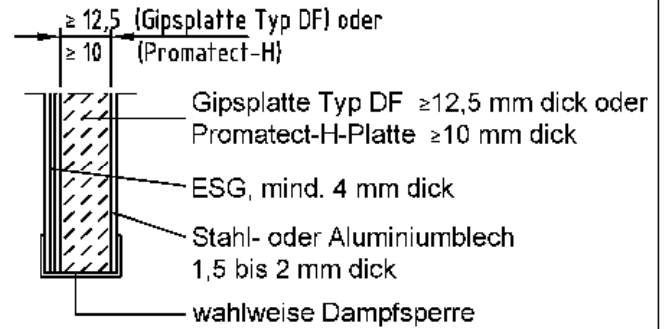 ≥ 12,5 (Gipsplatte Typ DF) oder
≥ 10 (Promatect-H)
Gipsplatte Typ DF ≥12,5 mm dick oder
Promatect-H-Platte ≥10 mm dick
ESG, mind. 4 mm dick
Stahl- oder Aluminiumblech
1,5 bis 2 mm dick
wahlweise Dampfsperre